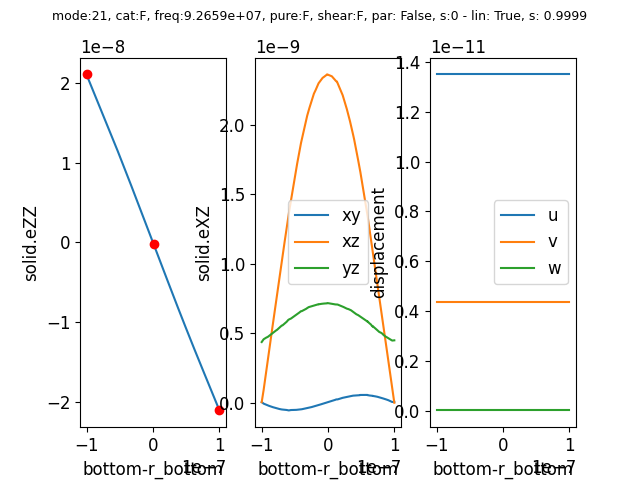 mode:21, cat:F, freq:9.2659e+07, pure:F, shear:F, par: False, s:0 - lin: True, s: 0.9999
1e−8
2
1
0
−1
−2
solid.eZZ
−1
0
1
1e−7
bottom-r_bottom
1e−9
2.0
1.5
1.0
0.5
0.0
solid.eXZ
xy
xz
yz
−1
0
1
1e−7
bottom-r_bottom
1e−11
1.4
1.2
1.0
0.8
0.6
0.4
0.2
0.0
displacement
u
v
w
−1
0
1
1e−7
bottom-r_bottom